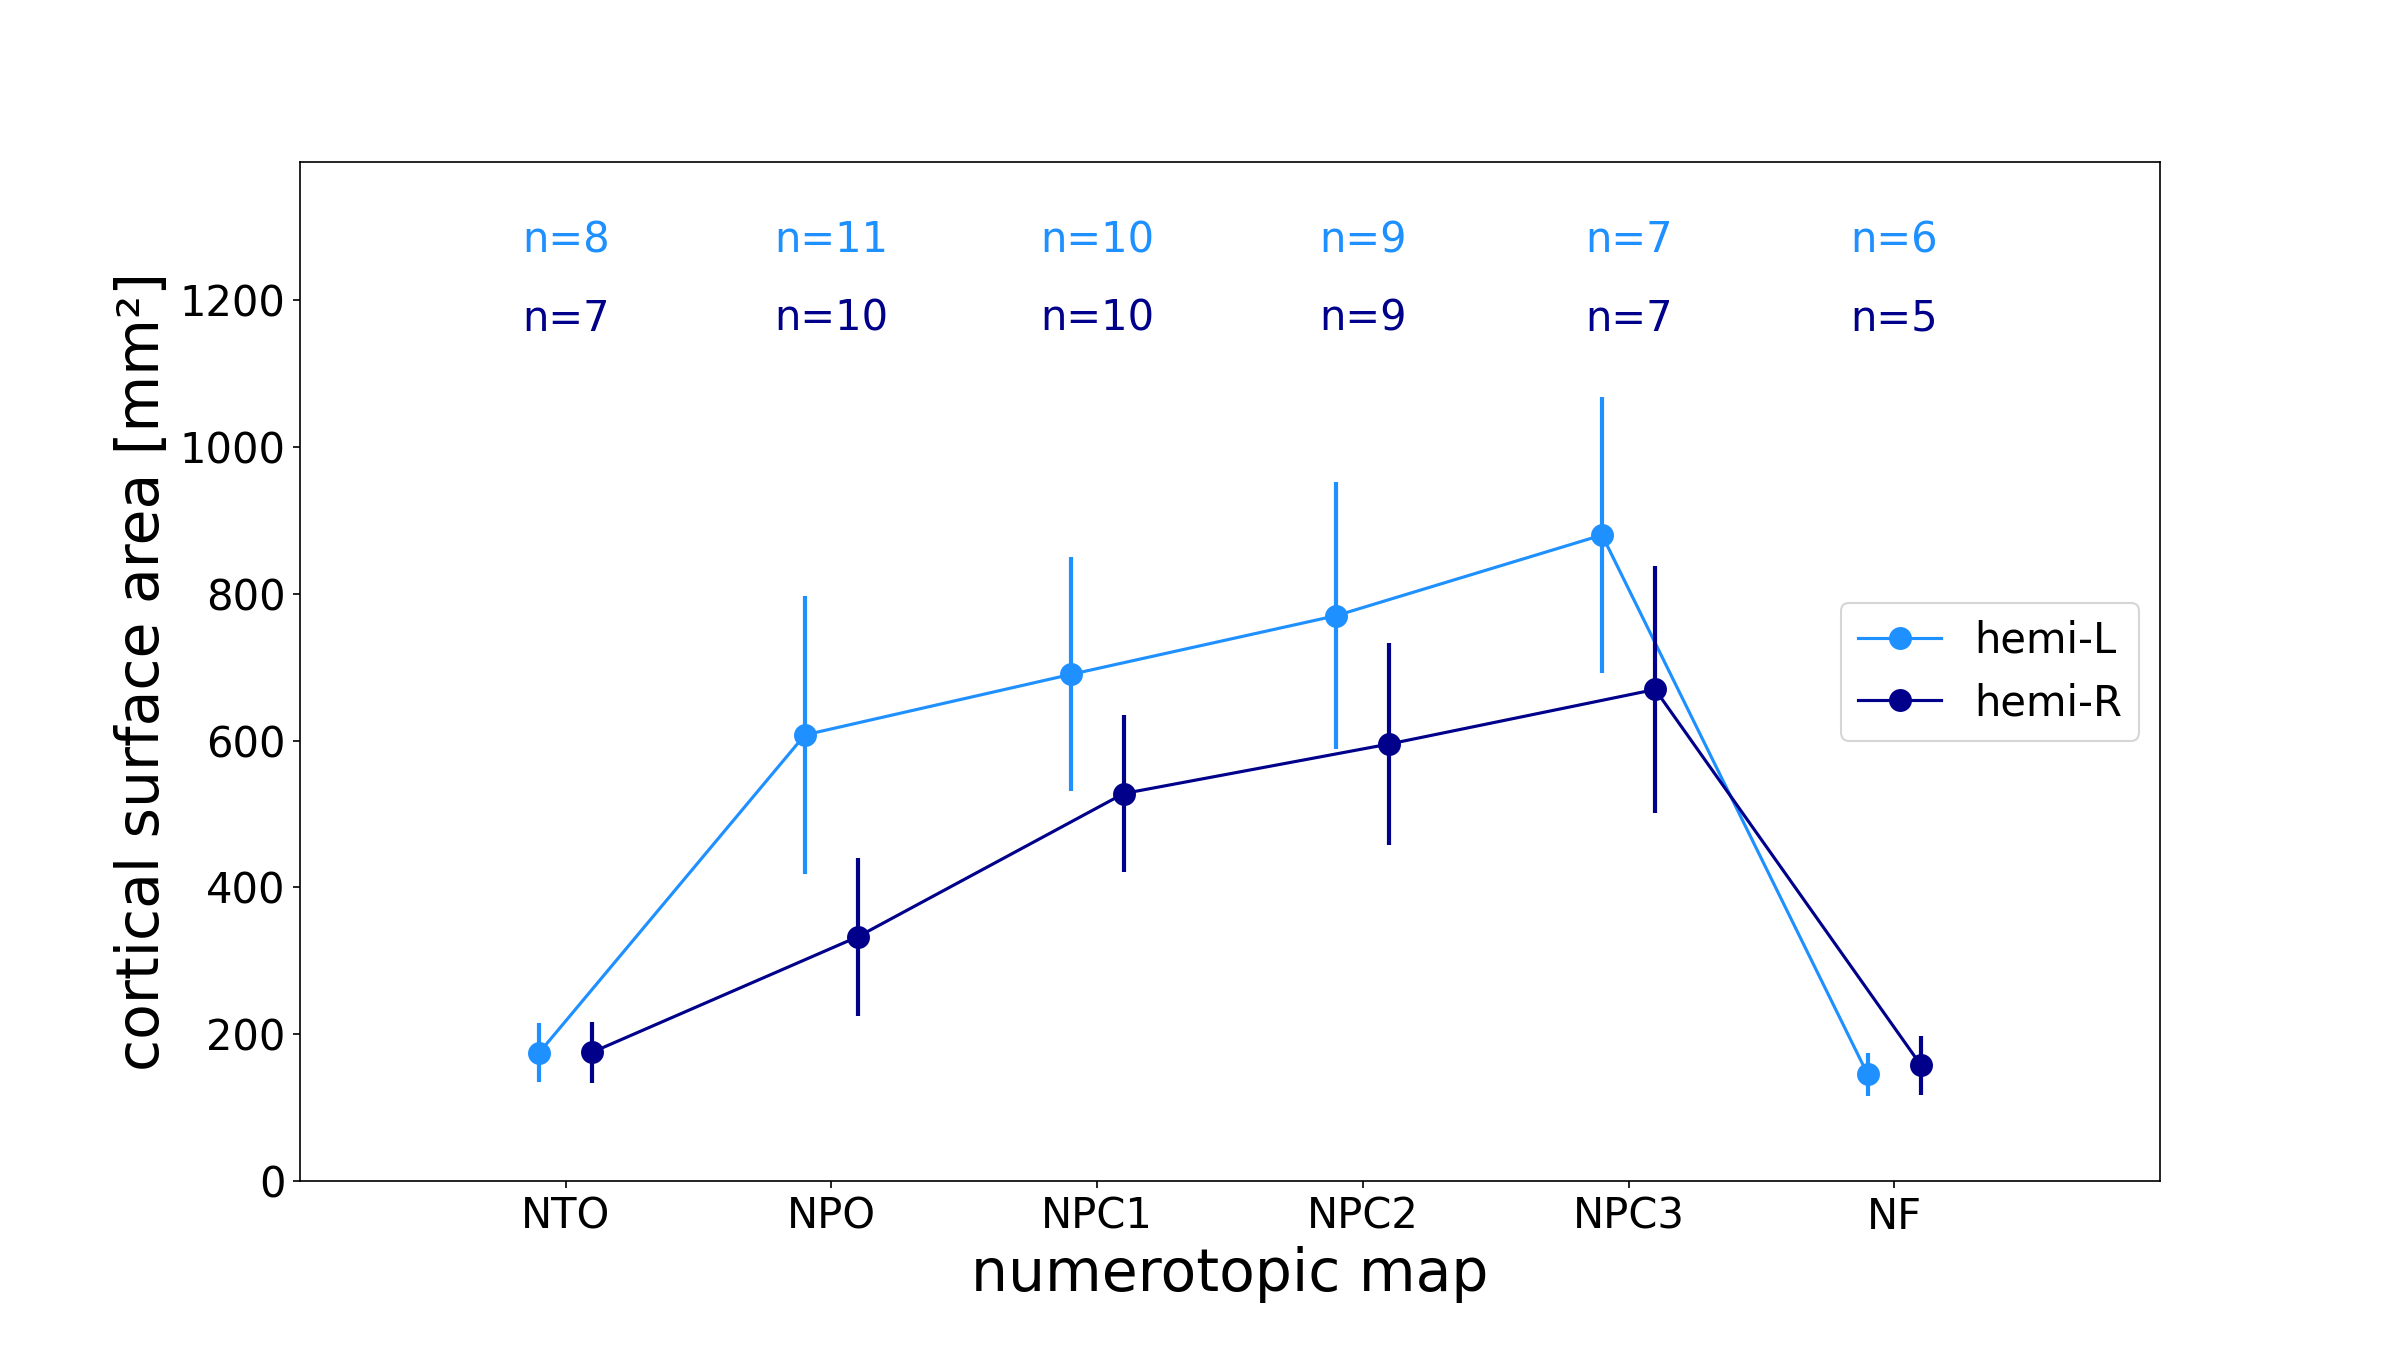 n=8 n=11 n=10 n=9 n=7 n=6
n=7 n=10 n=10 n=9 n=7 n=5
cortical surface area [mm²]
1200
1000
800
600
400
200
0
hemi-L
hemi-R
NTO NPO NPC1 NPC2 NPC3 NF
numerotopic map